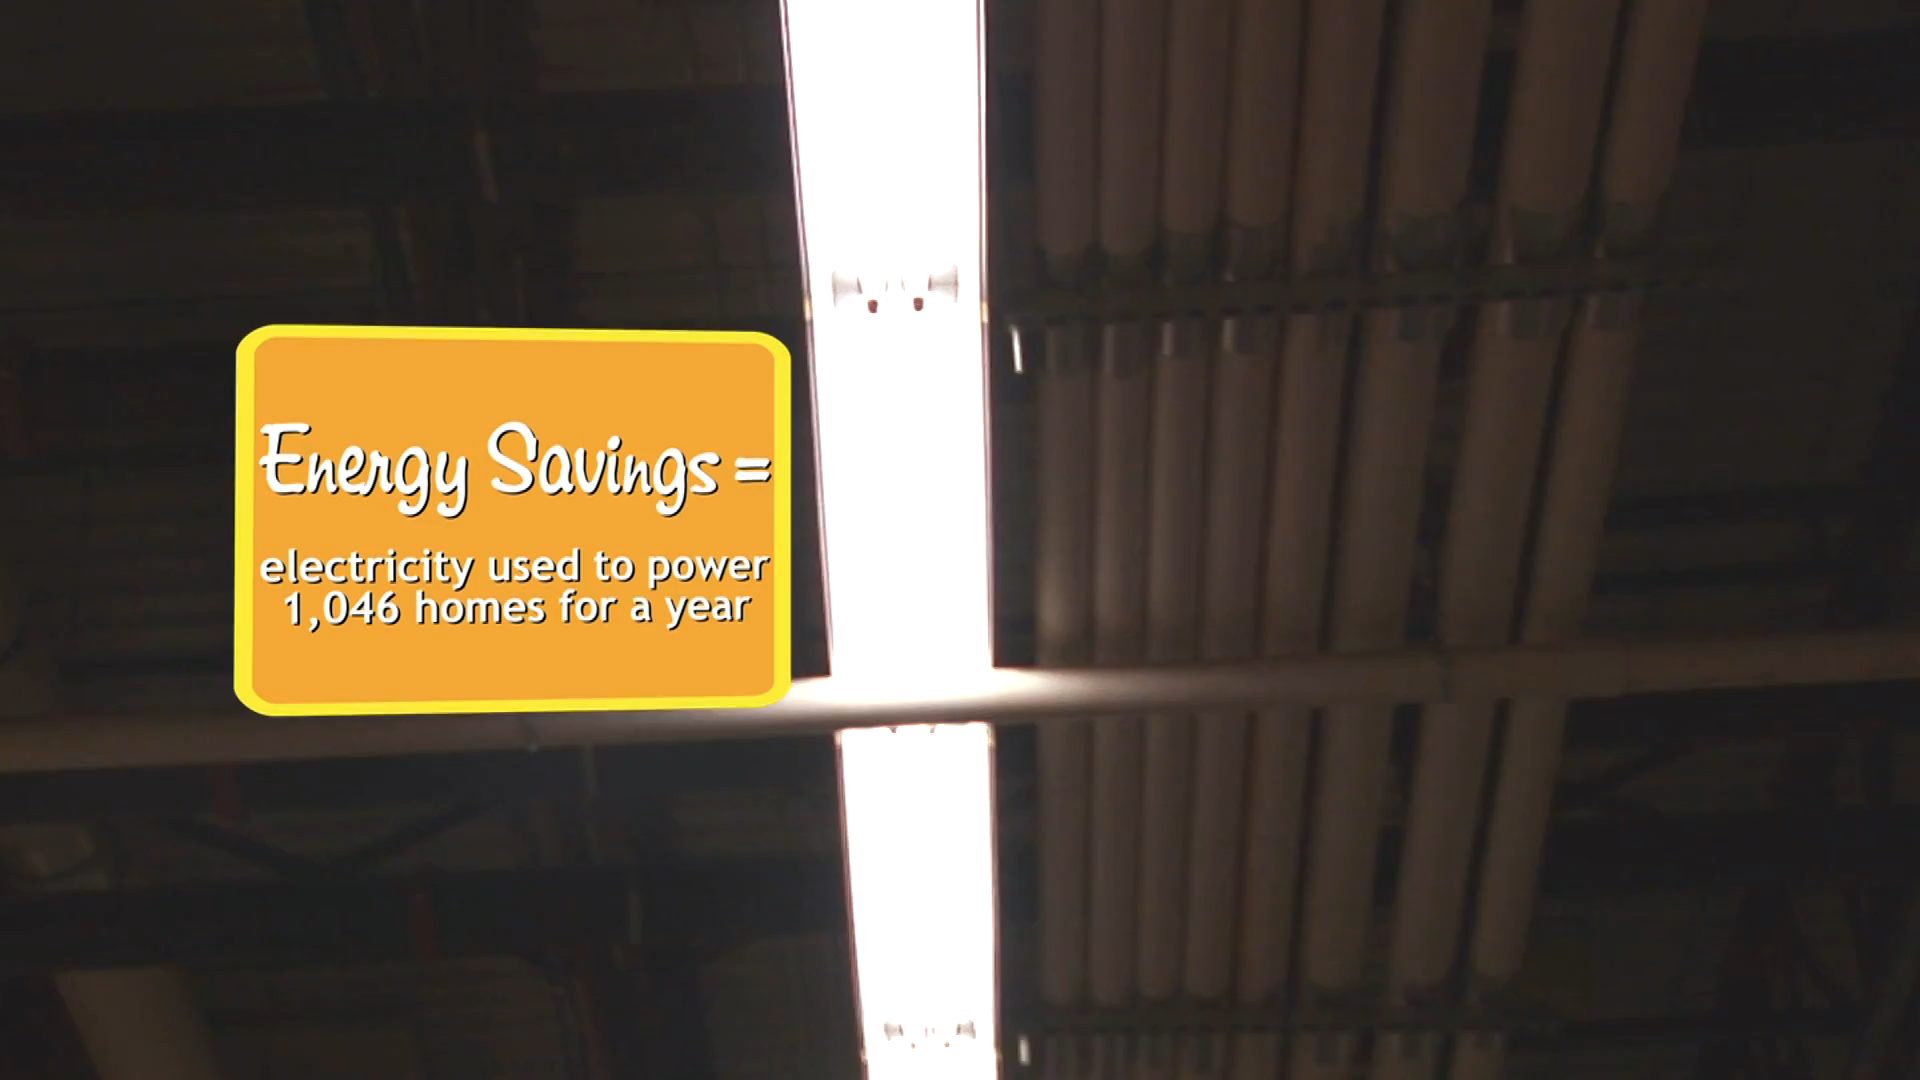 Energy Savings =
electricity used to power
1,046 homes for a year